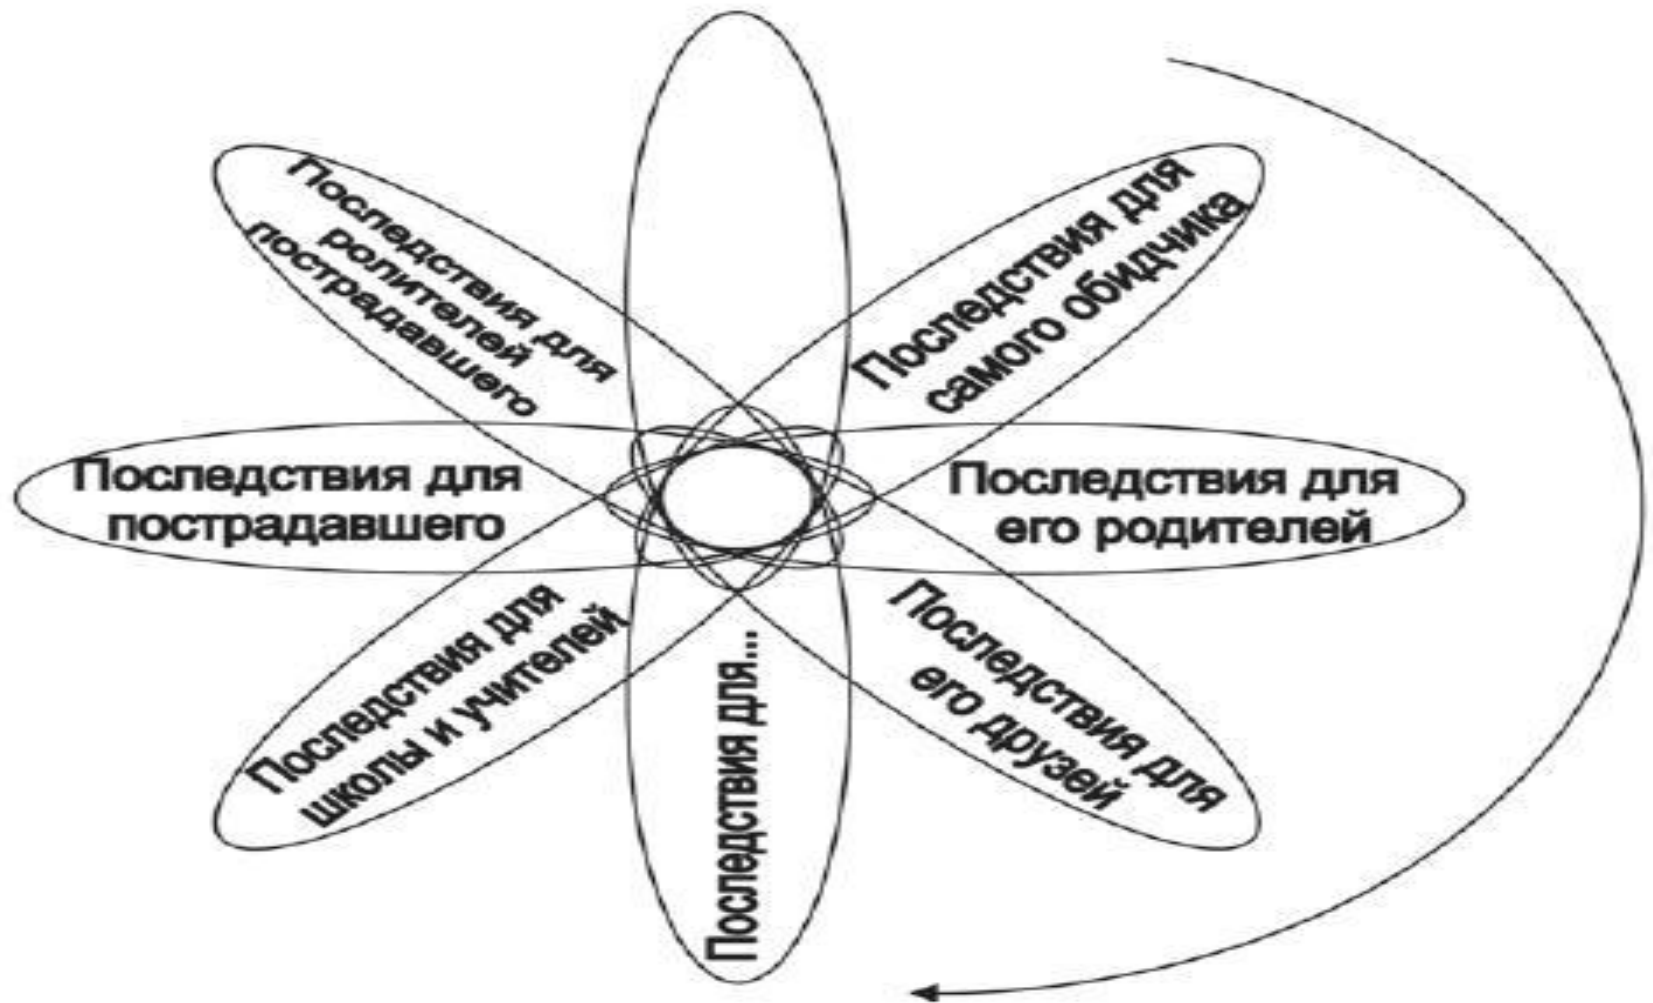 Последствия для
самого обидчика
Последствия для
его родителей
Последствия для
его друзей
Последствия для...
Последствия для
школы и учителей
Последствия для
пострадавшего
Последствия для
ролителей
пострадавшего